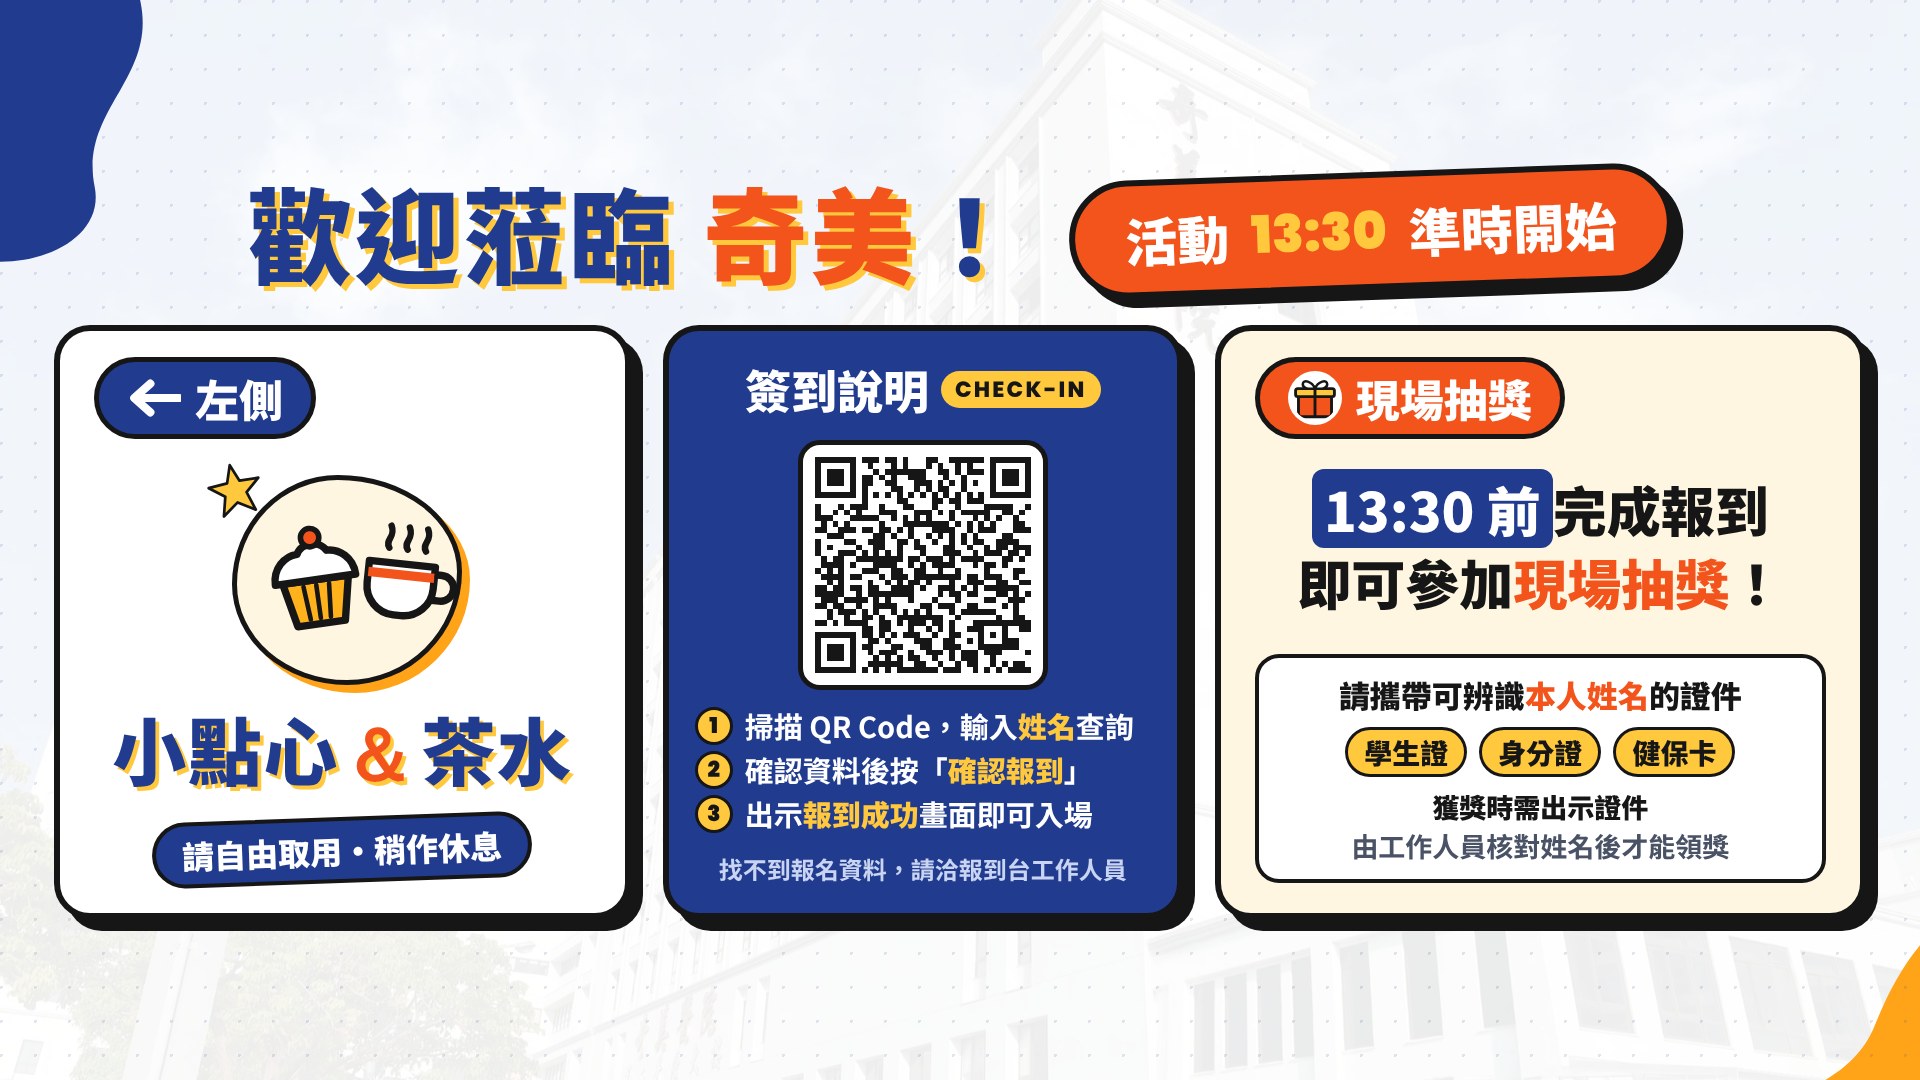 歡迎蒞臨 奇美！
活動 13:30 準時開始
← 左側
小點心 & 茶水
請自由取用・稍作休息
簽到說明 CHECK-IN
1 掃描 QR Code，輸入姓名查詢
2 確認資料後按「確認報到」
3 出示報到成功畫面即可入場
找不到報名資料，請洽報到台工作人員
現場抽獎
13:30 前完成報到
即可參加現場抽獎！
請攜帶可辨識本人姓名的證件
學生證 身分證 健保卡
獲獎時需出示證件
由工作人員核對姓名後才能領獎